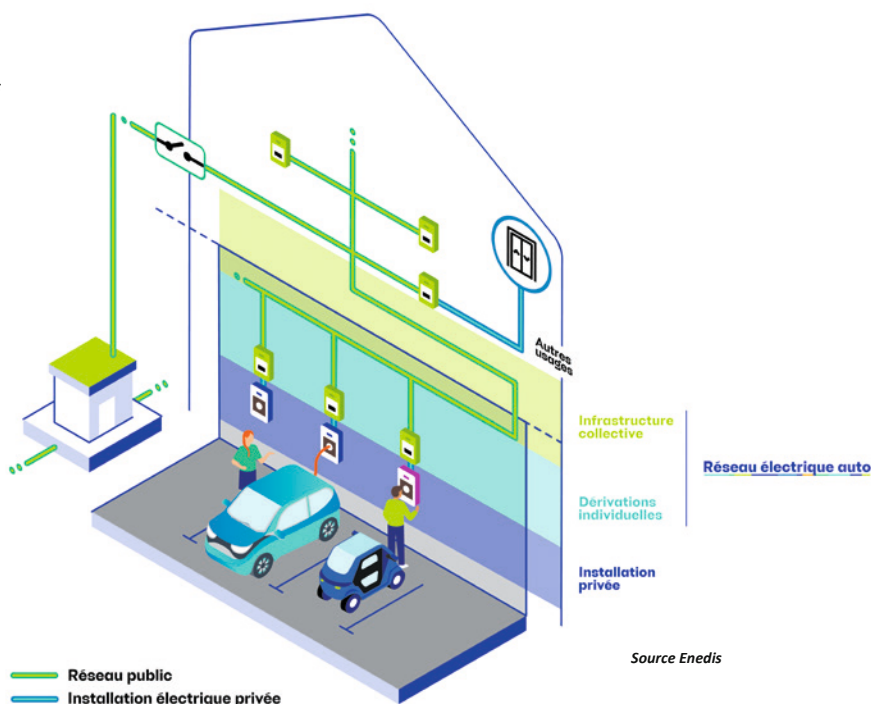 Autres
usages
Infrastructure
collective
Réseau électrique auto
Dérivations
individuelles
Installation
privée
Source Enedis
Réseau public
Installation électrique privée